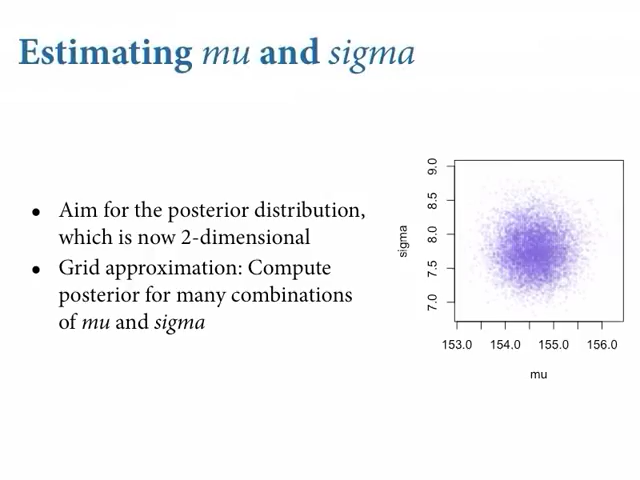 Estimating mu and sigma
• Aim for the posterior distribution,
which is now 2-dimensional
• Grid approximation: Compute
posterior for many combinations
of mu and sigma
sigma
9.0
8.5
8.0
7.5
7.0
153.0 154.0 155.0 156.0
mu